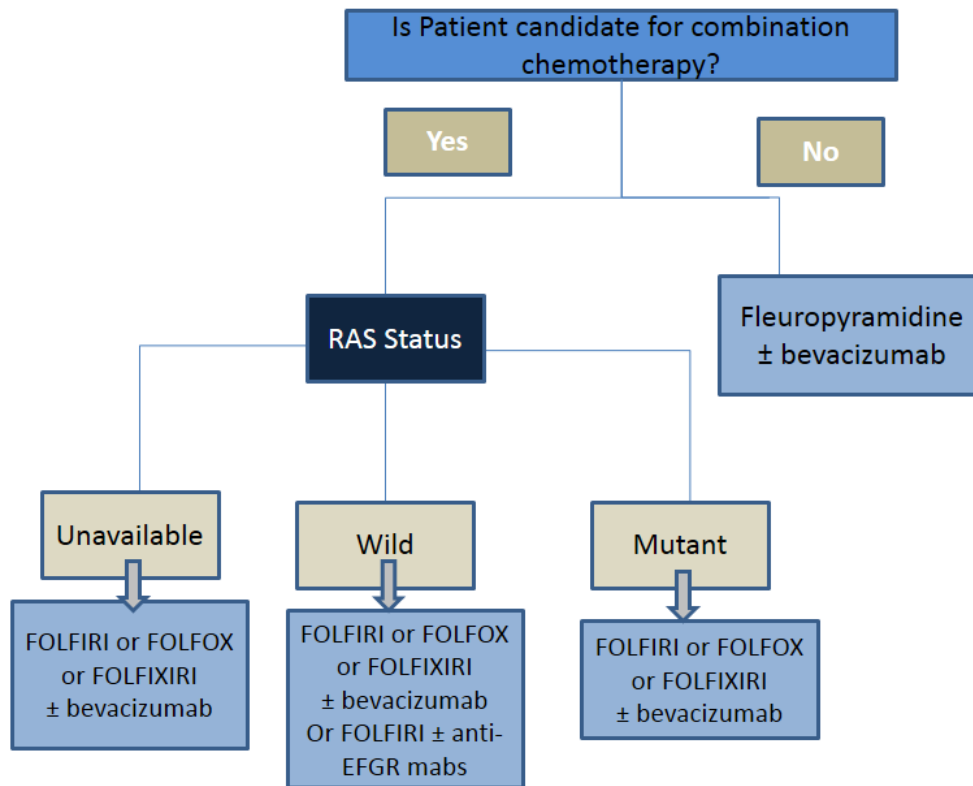 Is Patient candidate for combination
chemotherapy?
Yes
No
RAS Status
Fleuropyramidine
± bevacizumab
Unavailable
Wild
Mutant
FOLFIRI or FOLFOX
or FOLFIXIRI
± bevacizumab
FOLFIRI or FOLFOX
or FOLFIXIRI
± bevacizumab
Or FOLFIRI ± anti-
EFGR mabs
FOLFIRI or FOLFOX
or FOLFIXIRI
± bevacizumab